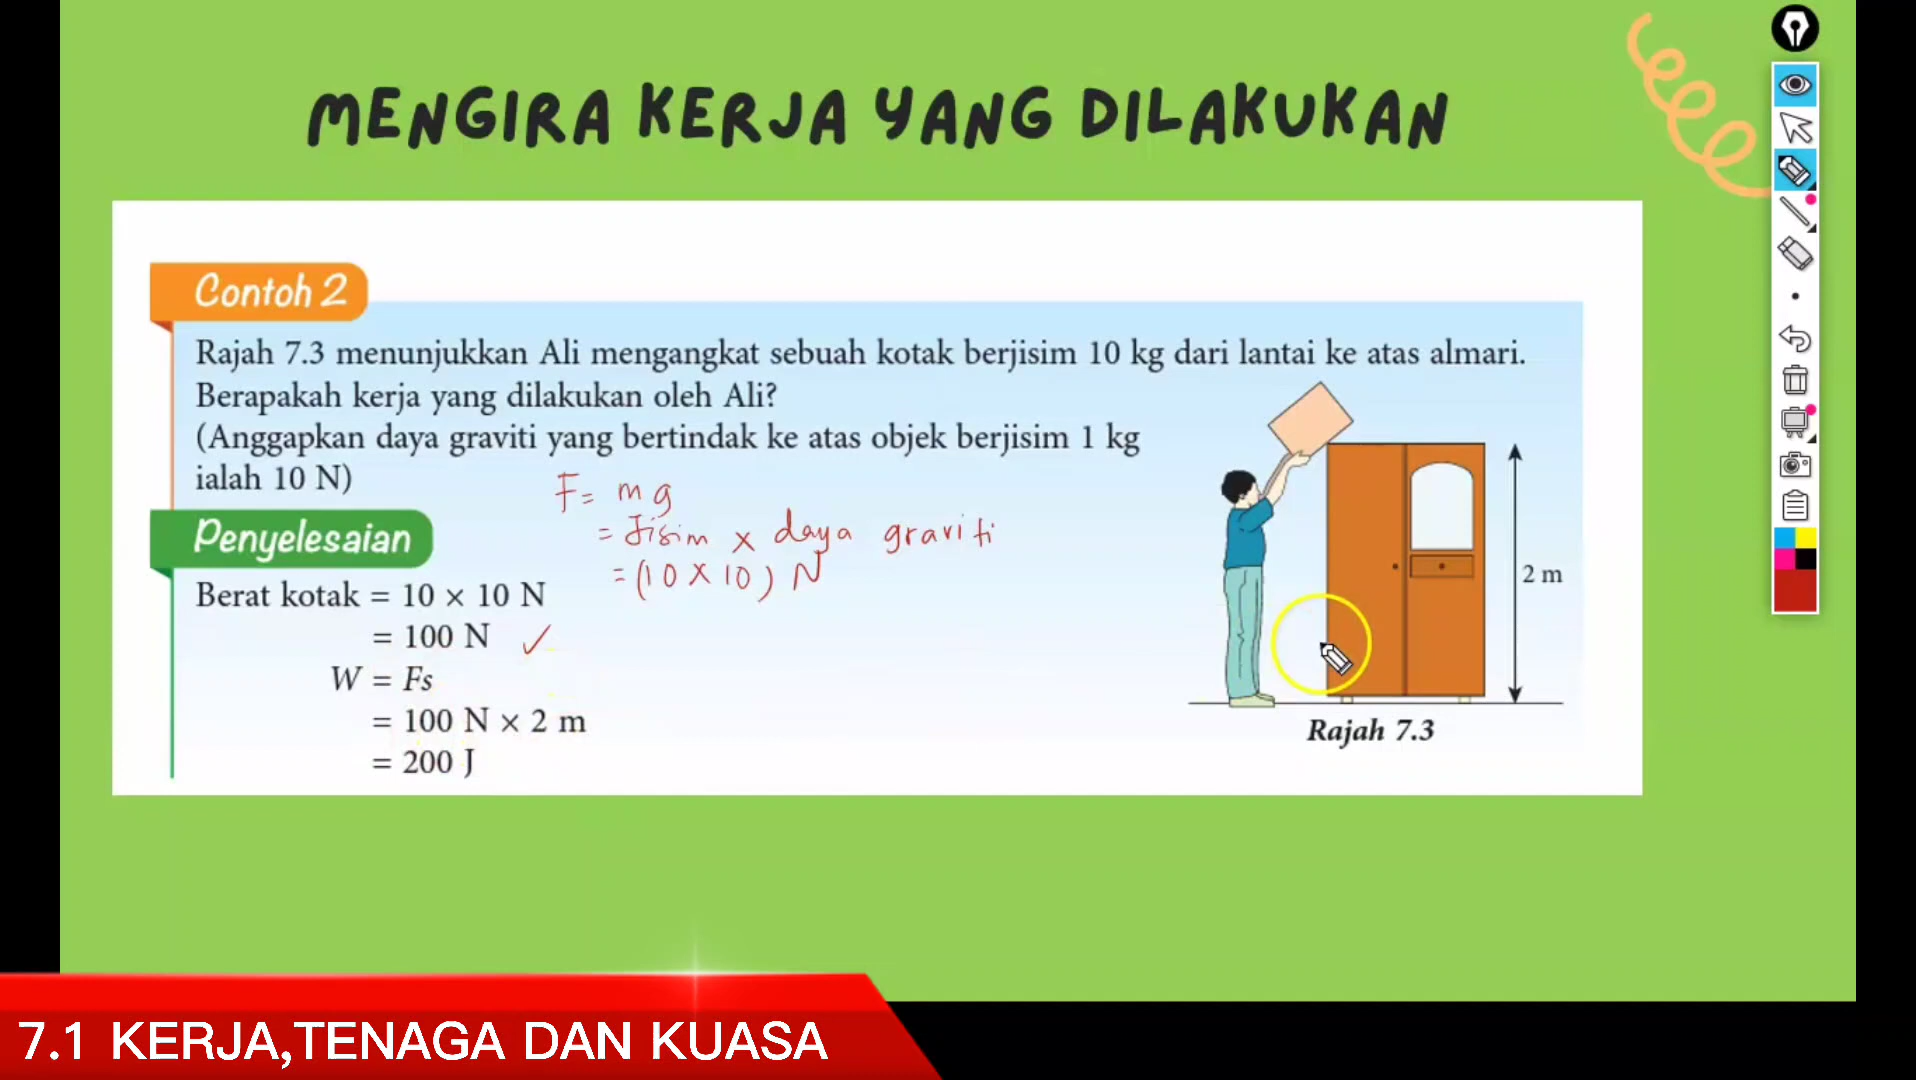 MENGIRA KERJA YANG DILAKUKAN
Contoh 2
Rajah 7.3 menunjukkan Ali mengangkat sebuah kotak berjisim 10 kg dari lantai ke atas almari.
Berapakah kerja yang dilakukan oleh Ali?
(Anggapkan daya graviti yang bertindak ke atas objek berjisim 1 kg
ialah 10 N)
F = mg
= Jisim × daya graviti
= (10 × 10) N
Penyelesaian
Berat kotak = 10 × 10 N
= 100 N ✓
W = Fs
= 100 N × 2 m
= 200 J
2 m
Rajah 7.3
7.1 KERJA,TENAGA DAN KUASA